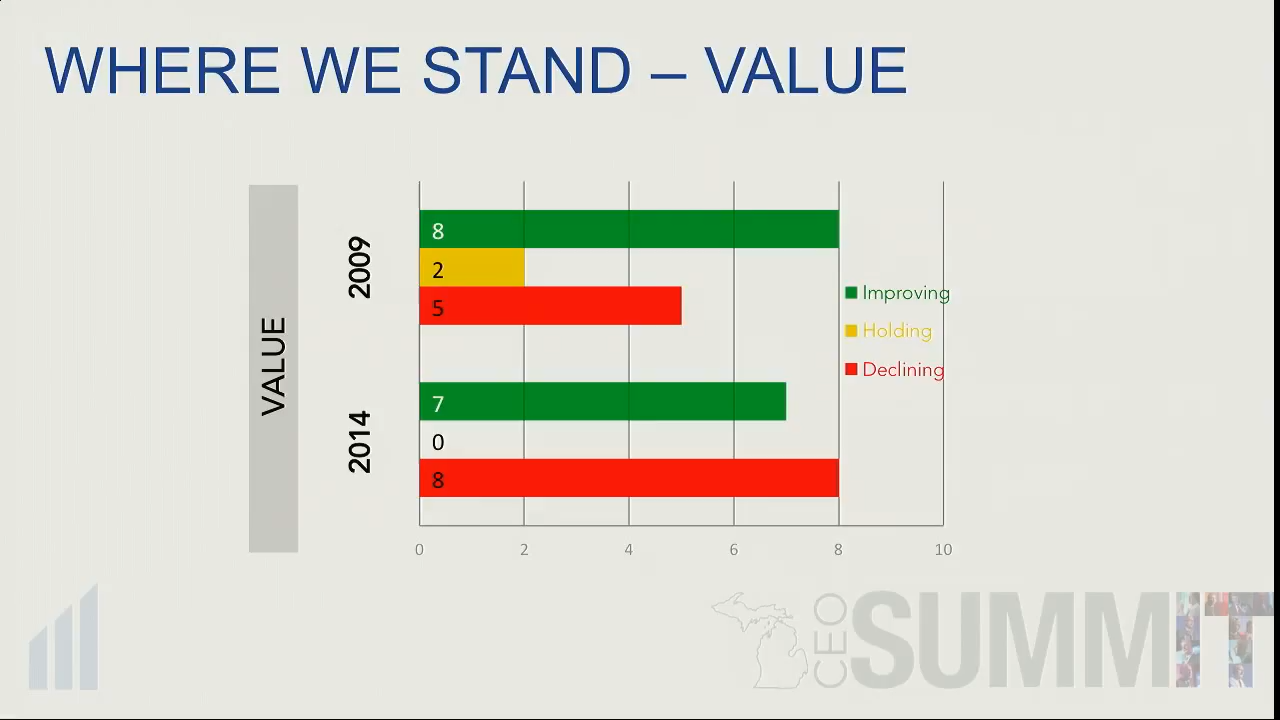 WHERE WE STAND – VALUE
VALUE
2009
8
2
5
2014
7
0
8
Improving
Holding
Declining
0 2 4 6 8 10
CEO SUMMIT